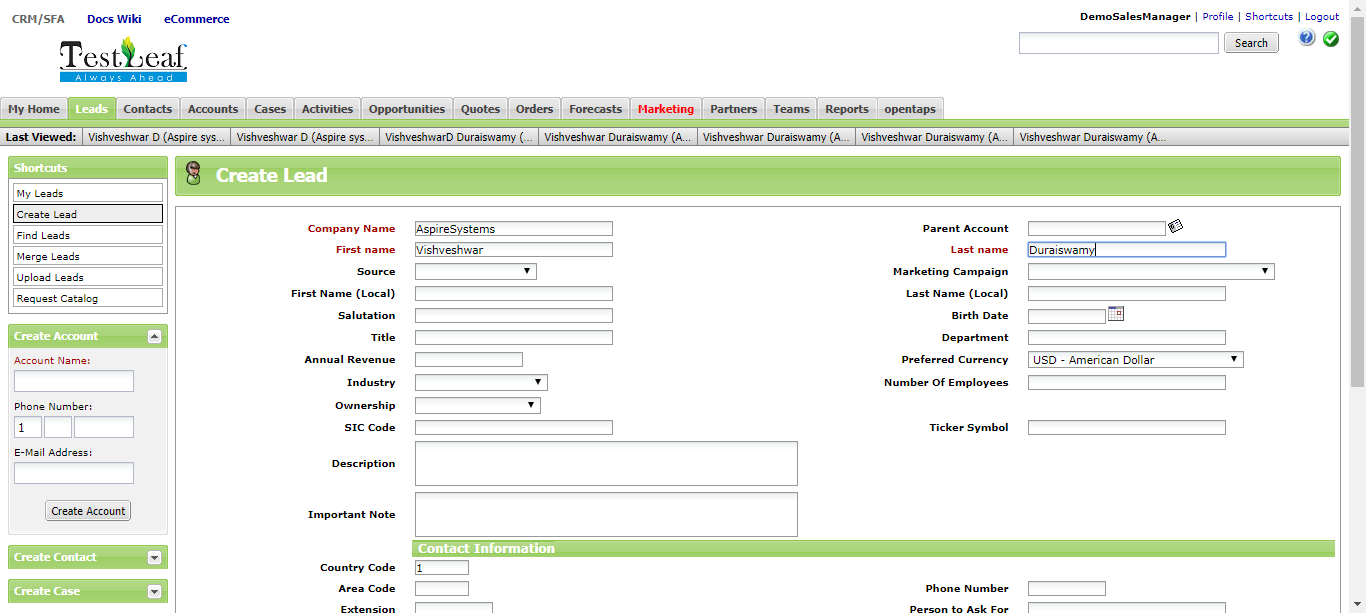 CRM/SFA Docs Wiki eCommerce
DemoSalesManager | Profile | Shortcuts | Logout
TestLeaf
Always Ahead
Search
?
My Home Leads Contacts Accounts Cases Activities Opportunities Quotes Orders Forecasts Marketing Partners Teams Reports opentaps
Last Viewed: Vishveshwar D (Aspire sys... Vishveshwar D (Aspire sys... VishveshwarD Duraiswamy (... Vishveshwar Duraiswamy (A... Vishveshwar Duraiswamy (A... Vishveshwar Duraiswamy (A... Vishveshwar Duraiswamy (A...
Shortcuts
My Leads
Create Lead
Find Leads
Merge Leads
Upload Leads
Request Catalog
Create Account
Account Name:
Phone Number:
1
E-Mail Address:
Create Account
Create Contact
Create Case
Create Lead
Company Name AspireSystems Parent Account
First name Vishveshwar Last name Duraiswamy
Source Marketing Campaign
First Name (Local) Last Name (Local)
Salutation Birth Date
Title Department
Annual Revenue Preferred Currency USD - American Dollar
Industry Number Of Employees
Ownership
SIC Code Ticker Symbol
Description
Important Note
Contact Information
Country Code 1
Area Code Phone Number
Extension Person to Ask For